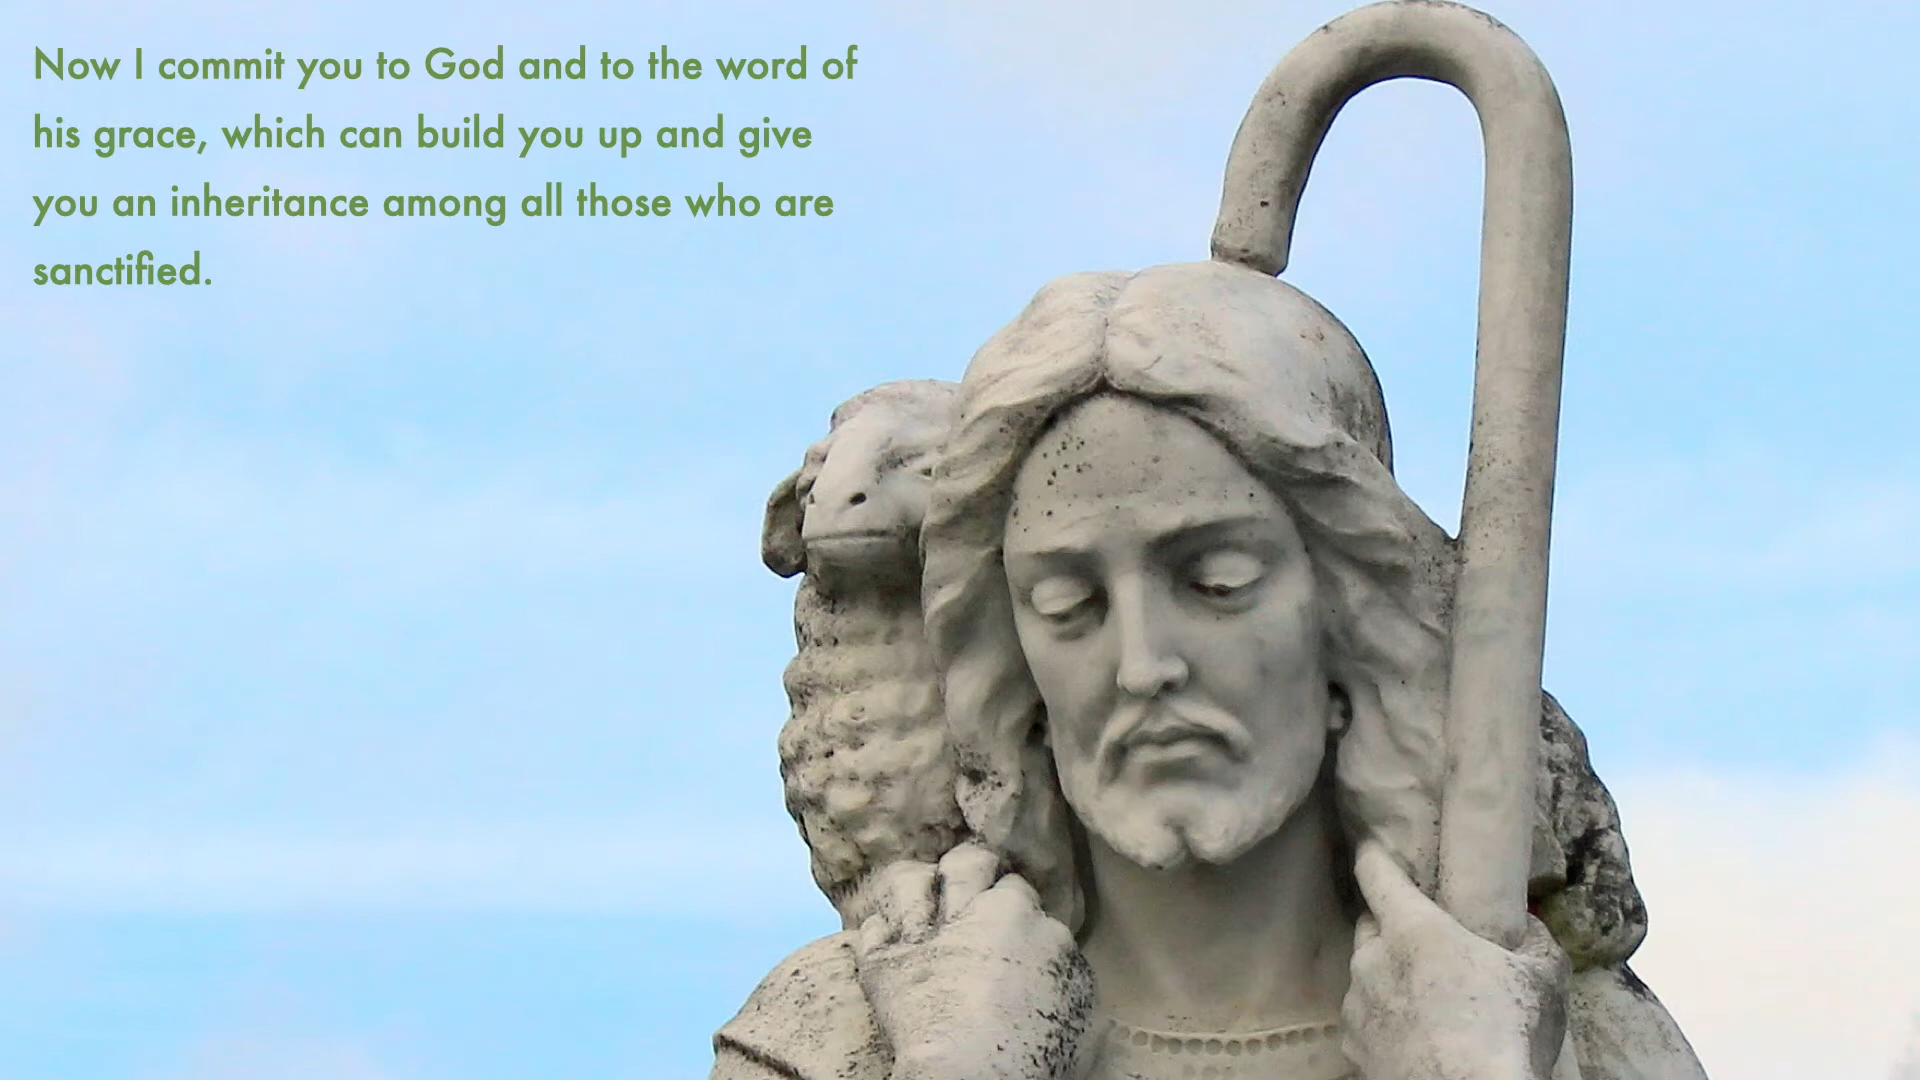 Now I commit you to God and to the word of
his grace, which can build you up and give
you an inheritance among all those who are
sanctified.